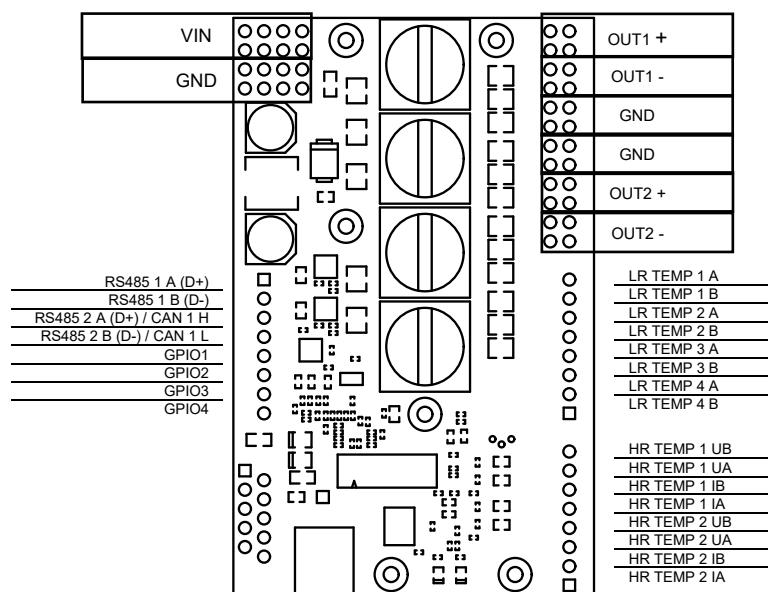 VIN
GND
OUT1 +
OUT1 -
GND
GND
OUT2 +
OUT2 -
RS485 1 A (D+)
RS485 1 B (D-)
RS485 2 A (D+) / CAN 1 H
RS485 2 B (D-) / CAN 1 L
GPIO1
GPIO2
GPIO3
GPIO4
LR TEMP 1 A
LR TEMP 1 B
LR TEMP 2 A
LR TEMP 2 B
LR TEMP 3 A
LR TEMP 3 B
LR TEMP 4 A
LR TEMP 4 B
HR TEMP 1 UB
HR TEMP 1 UA
HR TEMP 1 IB
HR TEMP 1 IA
HR TEMP 2 UB
HR TEMP 2 UA
HR TEMP 2 IB
HR TEMP 2 IA